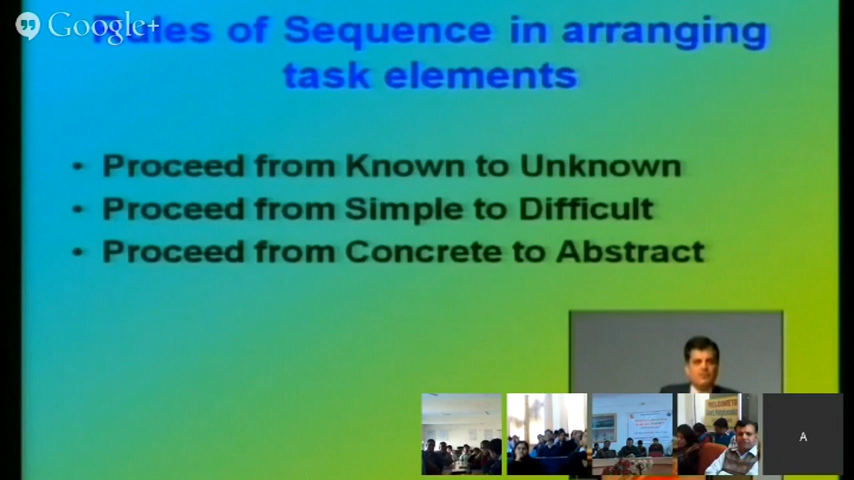 Google+
Rules of Sequence in arranging
task elements
• Proceed from Known to Unknown
• Proceed from Simple to Difficult
• Proceed from Concrete to Abstract
A